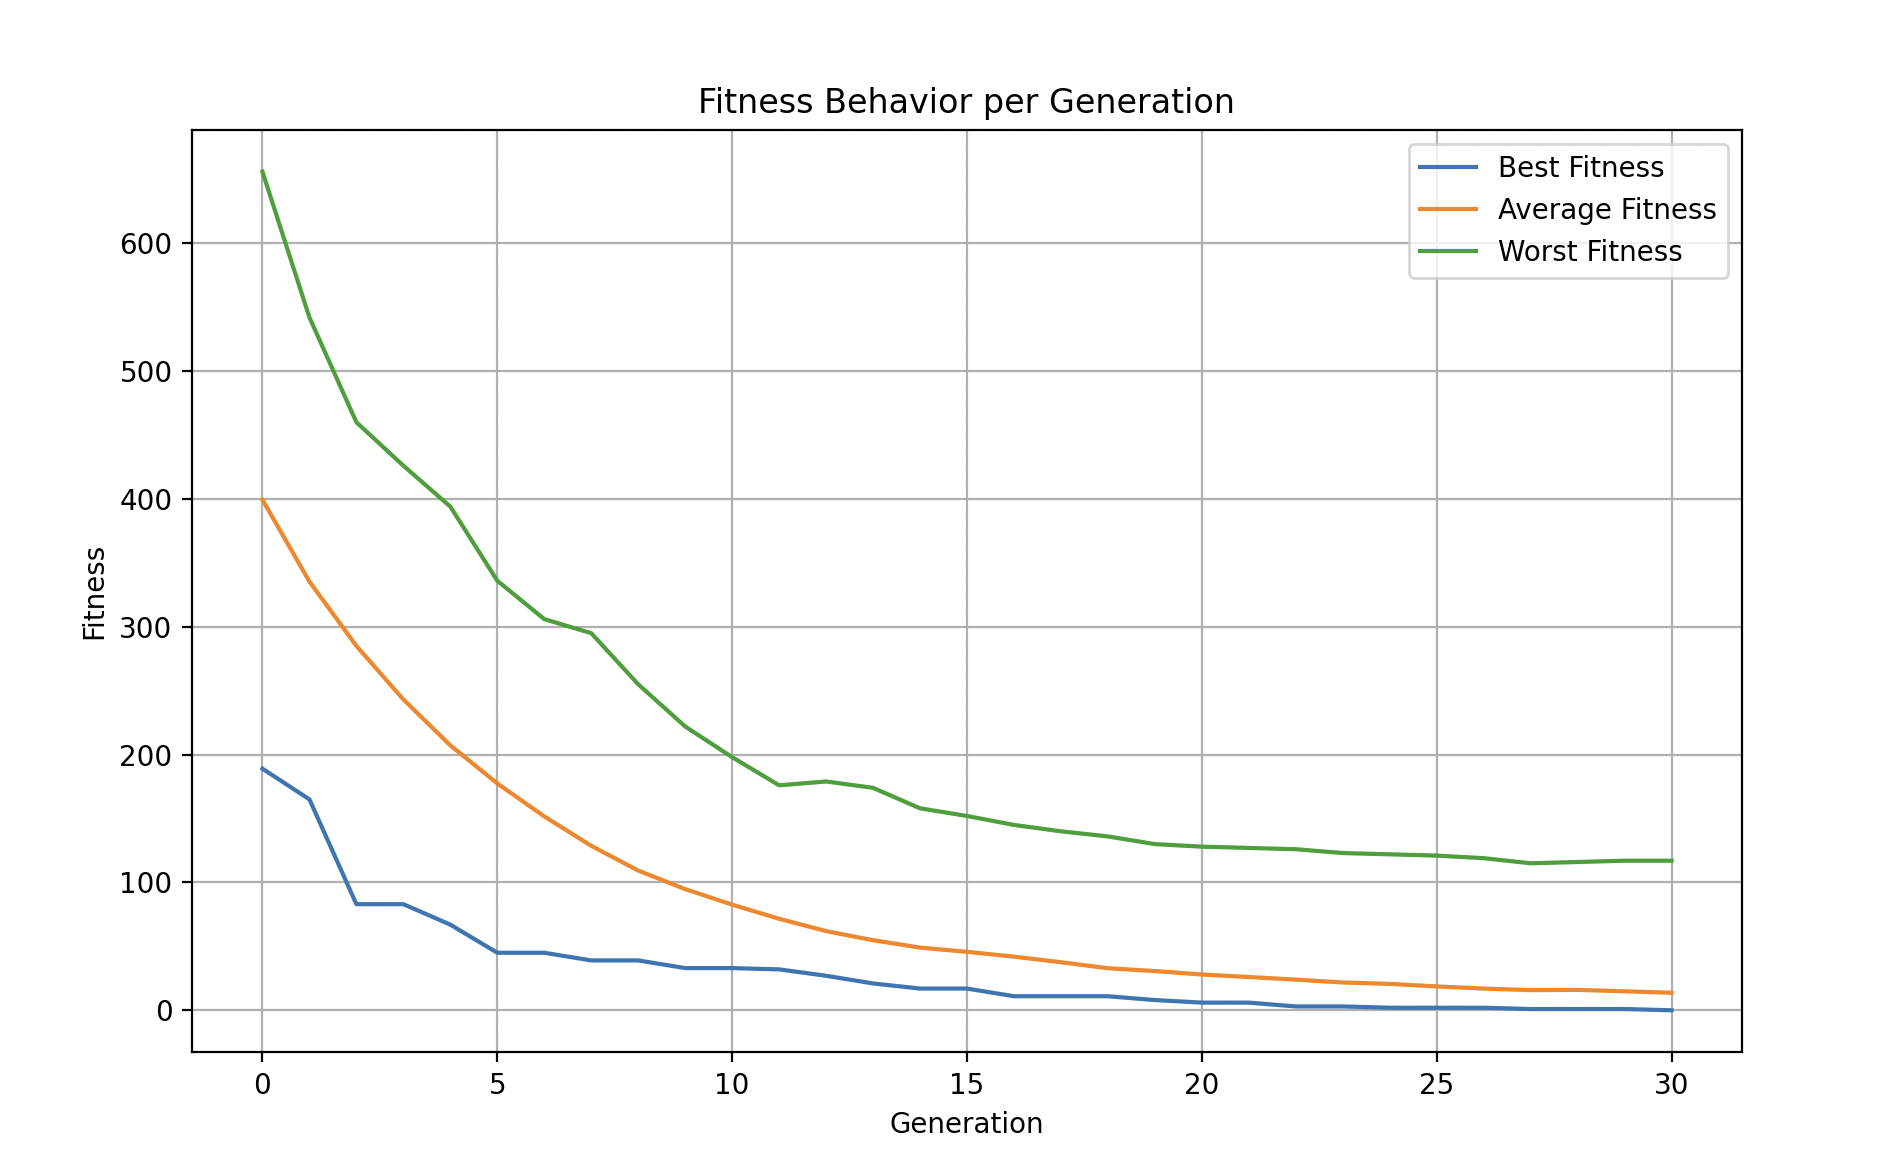 Fitness Behavior per Generation
Best Fitness
Average Fitness
Worst Fitness
600
500
400
300
200
100
0
Fitness
0 5 10 15 20 25 30
Generation